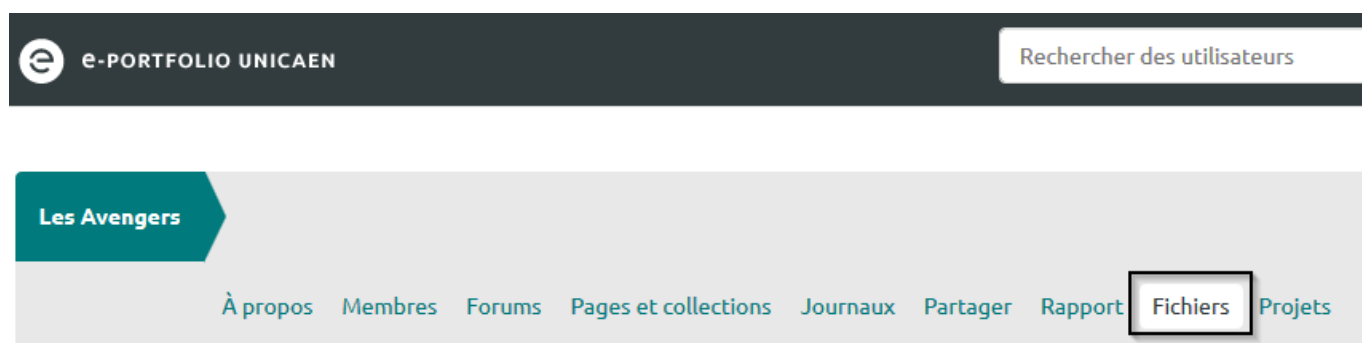 e e-PORTFOLIO UNICAEN
Rechercher des utilisateurs
Les Avengers
À propos Membres Forums Pages et collections Journaux Partager Rapport Fichiers Projets